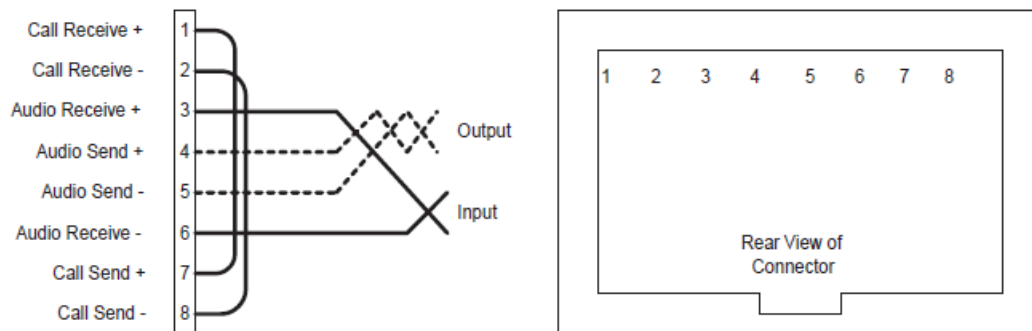 Call Receive + 1
Call Receive - 2
Audio Receive + 3
Audio Send + 4
Audio Send - 5
Audio Receive - 6
Call Send + 7
Call Send - 8
Output
Input
1 2 3 4 5 6 7 8
Rear View of
Connector